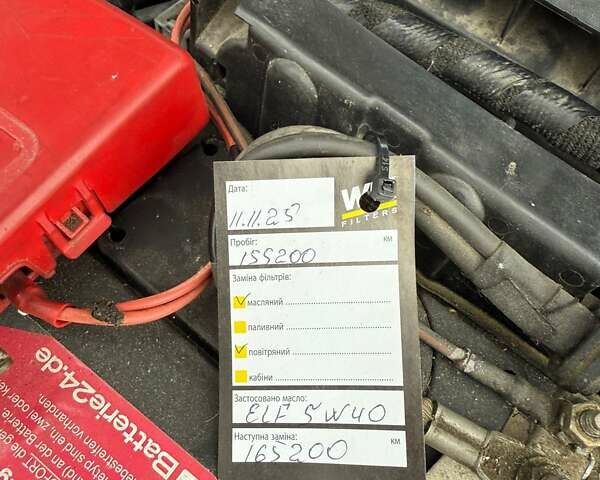 514
Дата:
11.11.25
WIX
FILTERS
Пробіг: км
155200
Заміна фільтрів:
масляний
паливний
повітряний
кабіни
Застосовано масло:
ELF 5W40
Наступна заміна: км
165200
Batterie24.de